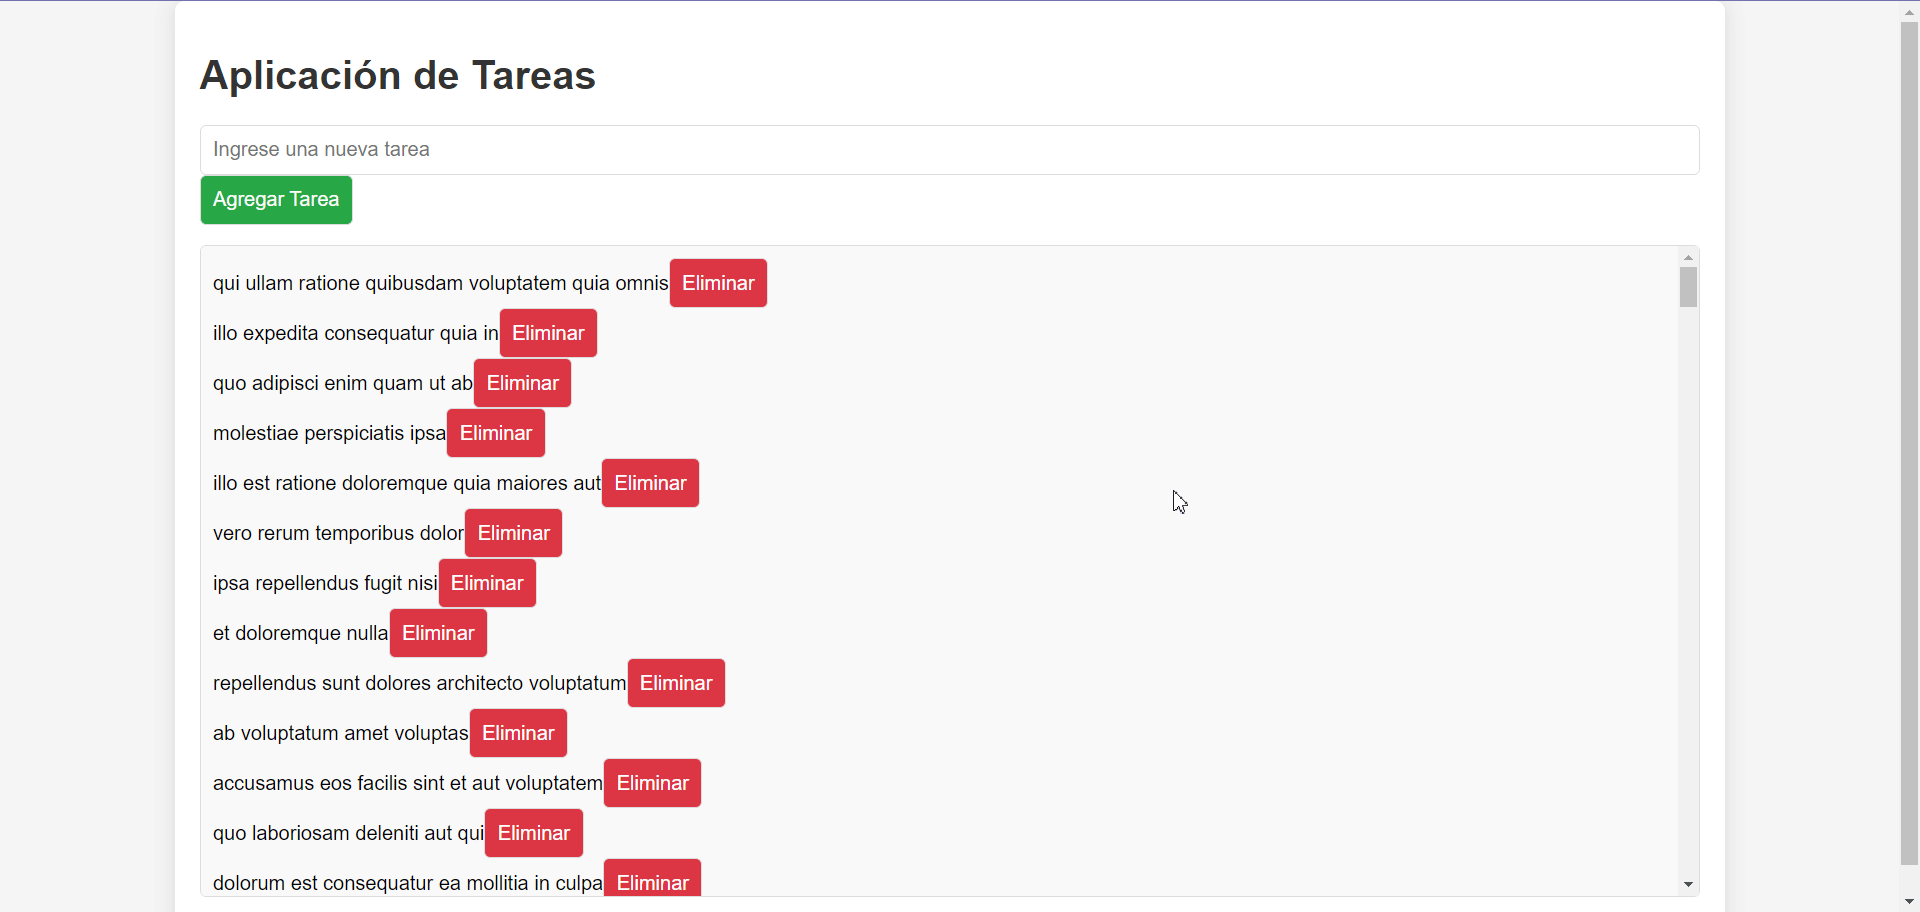 Aplicación de Tareas
Ingrese una nueva tarea
Agregar Tarea
qui ullam ratione quibusdam voluptatem quia omnis Eliminar
illo expedita consequatur quia in Eliminar
quo adipisci enim quam ut ab Eliminar
molestiae perspiciatis ipsa Eliminar
illo est ratione doloremque quia maiores aut Eliminar
vero rerum temporibus dolor Eliminar
ipsa repellendus fugit nisi Eliminar
et doloremque nulla Eliminar
repellendus sunt dolores architecto voluptatum Eliminar
ab voluptatum amet voluptas Eliminar
accusamus eos facilis sint et aut voluptatem Eliminar
quo laboriosam deleniti aut qui Eliminar
dolorum est consequatur ea mollitia in culpa Eliminar